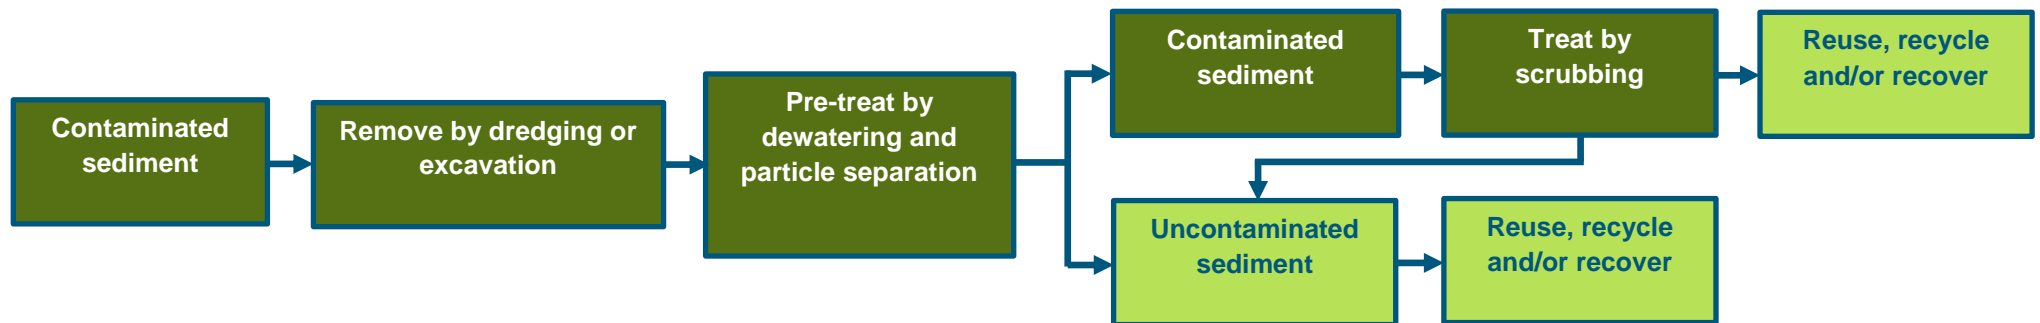 Contaminated
sediment
Remove by dredging or
excavation
Pre-treat by
dewatering and
particle separation
Contaminated
sediment
Treat by
scrubbing
Reuse, recycle
and/or recover
Uncontaminated
sediment
Reuse, recycle
and/or recover